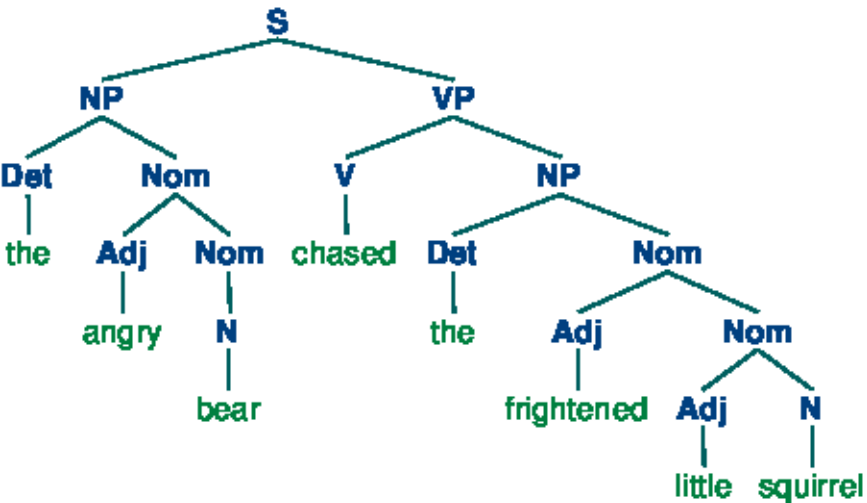 S
NP VP
Det Nom V NP
the Adj Nom chased Det Nom
angry N the Adj Nom
bear frightened Adj N
little squirrel